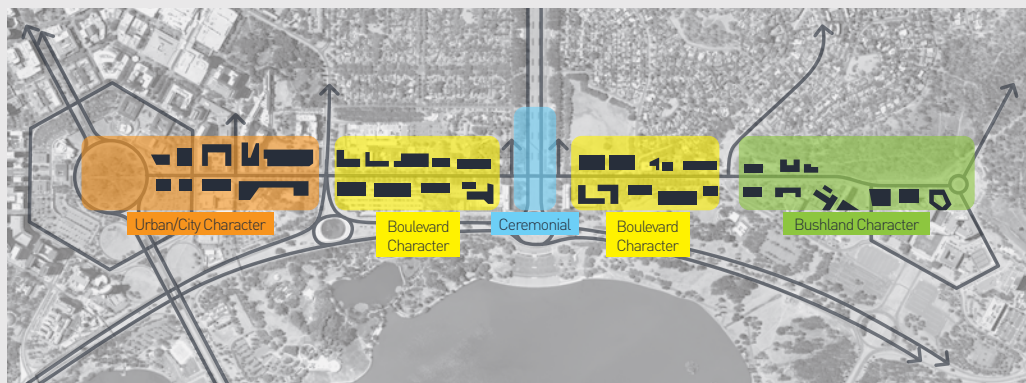 Urban/City Character
Boulevard
Character
Ceremonial
Boulevard
Character
Bushland Character